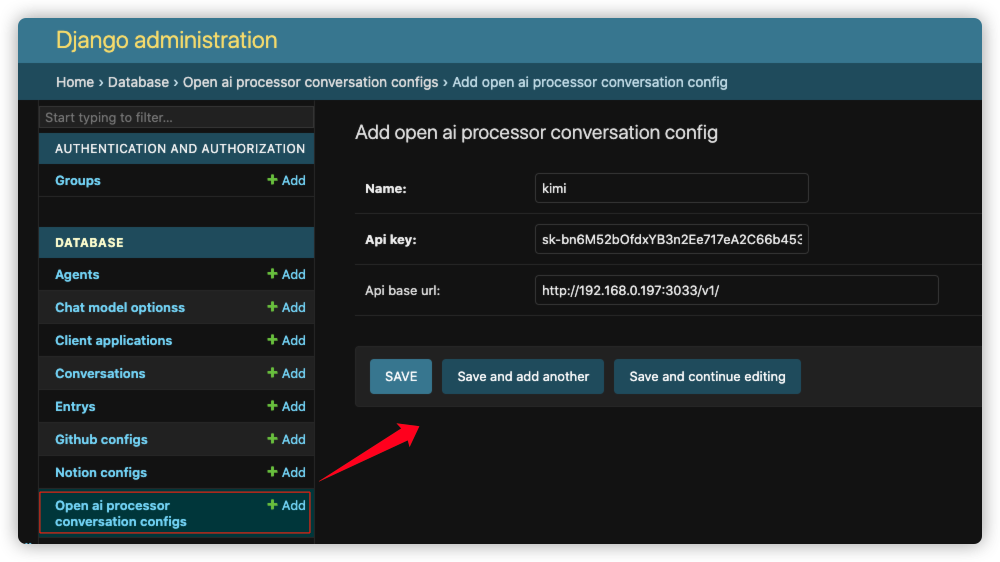 Django administration
Home › Database › Open ai processor conversation configs › Add open ai processor conversation config
Start typing to filter...
AUTHENTICATION AND AUTHORIZATION
Groups + Add
DATABASE
Agents + Add
Chat model optionss + Add
Client applications + Add
Conversations + Add
Entrys + Add
Github configs + Add
Notion configs + Add
Open ai processor + Add
conversation configs
Add open ai processor conversation config
Name: kimi
Api key: sk-bn6M52bOfdxYB3n2Ee717eA2C66b453
Api base url: http://192.168.0.197:3033/v1/
SAVE Save and add another Save and continue editing